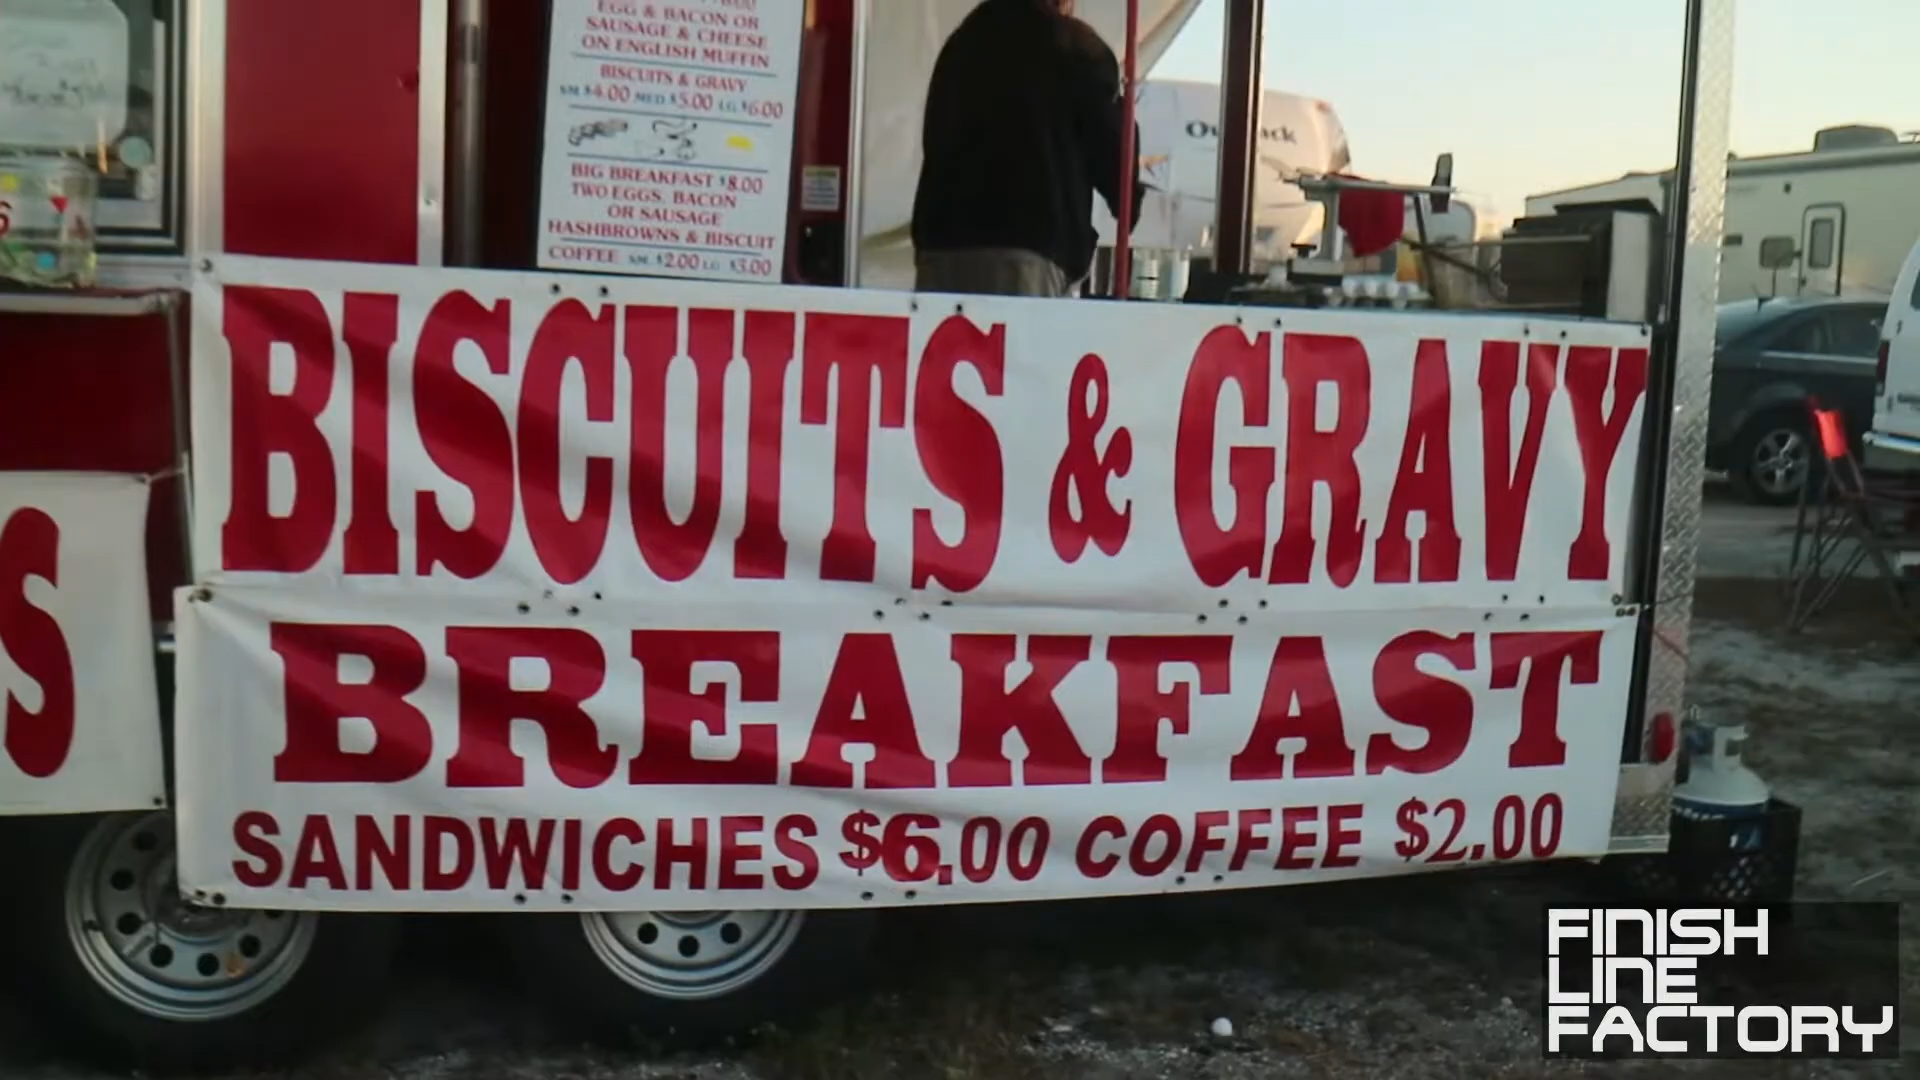 EGG & BACON OR
SAUSAGE & CHEESE
ON ENGLISH MUFFIN
BISCUITS & GRAVY
SM. $4.00 MED $5.00 LG. $6.00
BIG BREAKFAST $8.00
TWO EGGS, BACON
OR SAUSAGE
HASHBROWNS & BISCUIT
COFFEE SM. $2.00 LG. $3.00
BISCUITS & GRAVY
BREAKFAST
SANDWICHES $6.00 COFFEE $2.00
S
FINISH
LINE
FACTORY